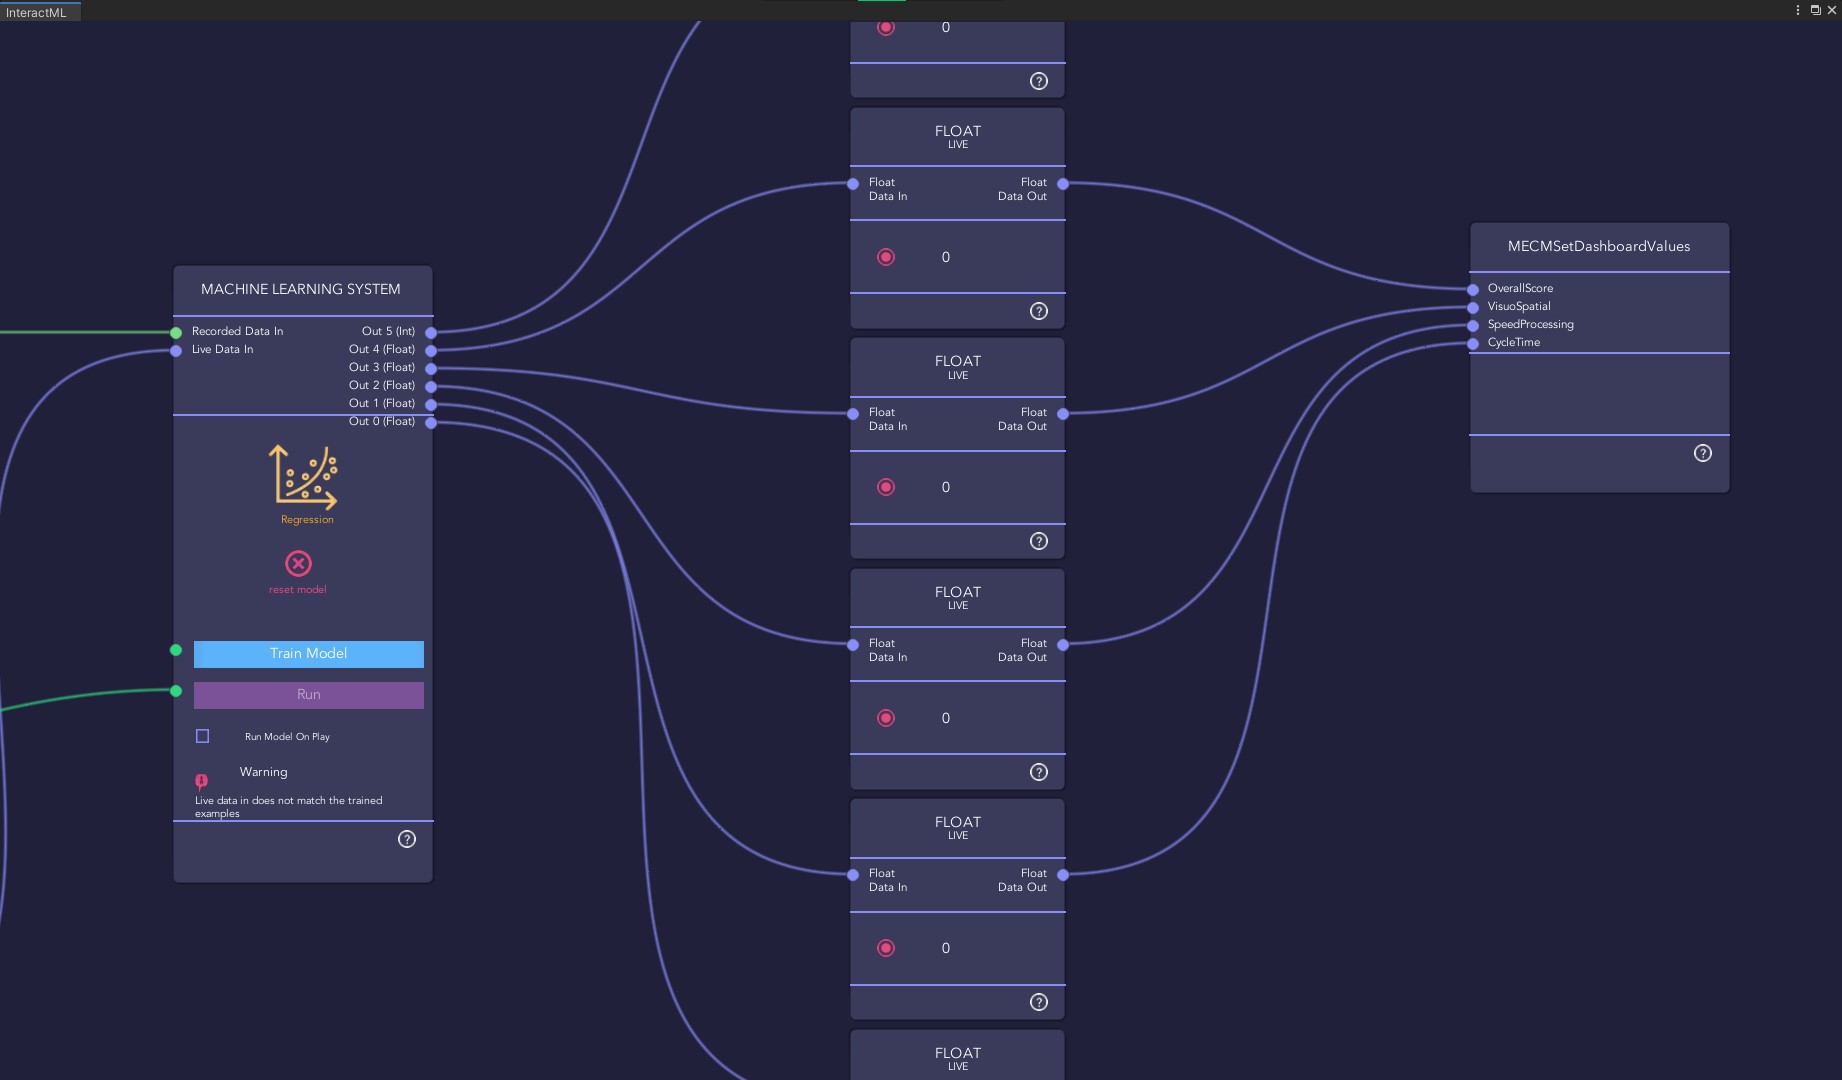 InteractML
0
?
FLOAT
LIVE
Float
Data In
Float
Data Out
0
?
MECMSetDashboardValues
OverallScore
VisuoSpatial
SpeedProcessing
CycleTime
?
MACHINE LEARNING SYSTEM
Recorded Data In
Out 5 (Int)
Live Data In
Out 4 (Float)
Out 3 (Float)
Out 2 (Float)
Out 1 (Float)
Out 0 (Float)
Regression
reset model
Train Model
Run
Run Model On Play
Warning
Live data in does not match the trained
examples
?
FLOAT
LIVE
Float
Data In
Float
Data Out
0
?
FLOAT
LIVE
Float
Data In
Float
Data Out
0
?
FLOAT
LIVE
Float
Data In
Float
Data Out
0
?
FLOAT
LIVE